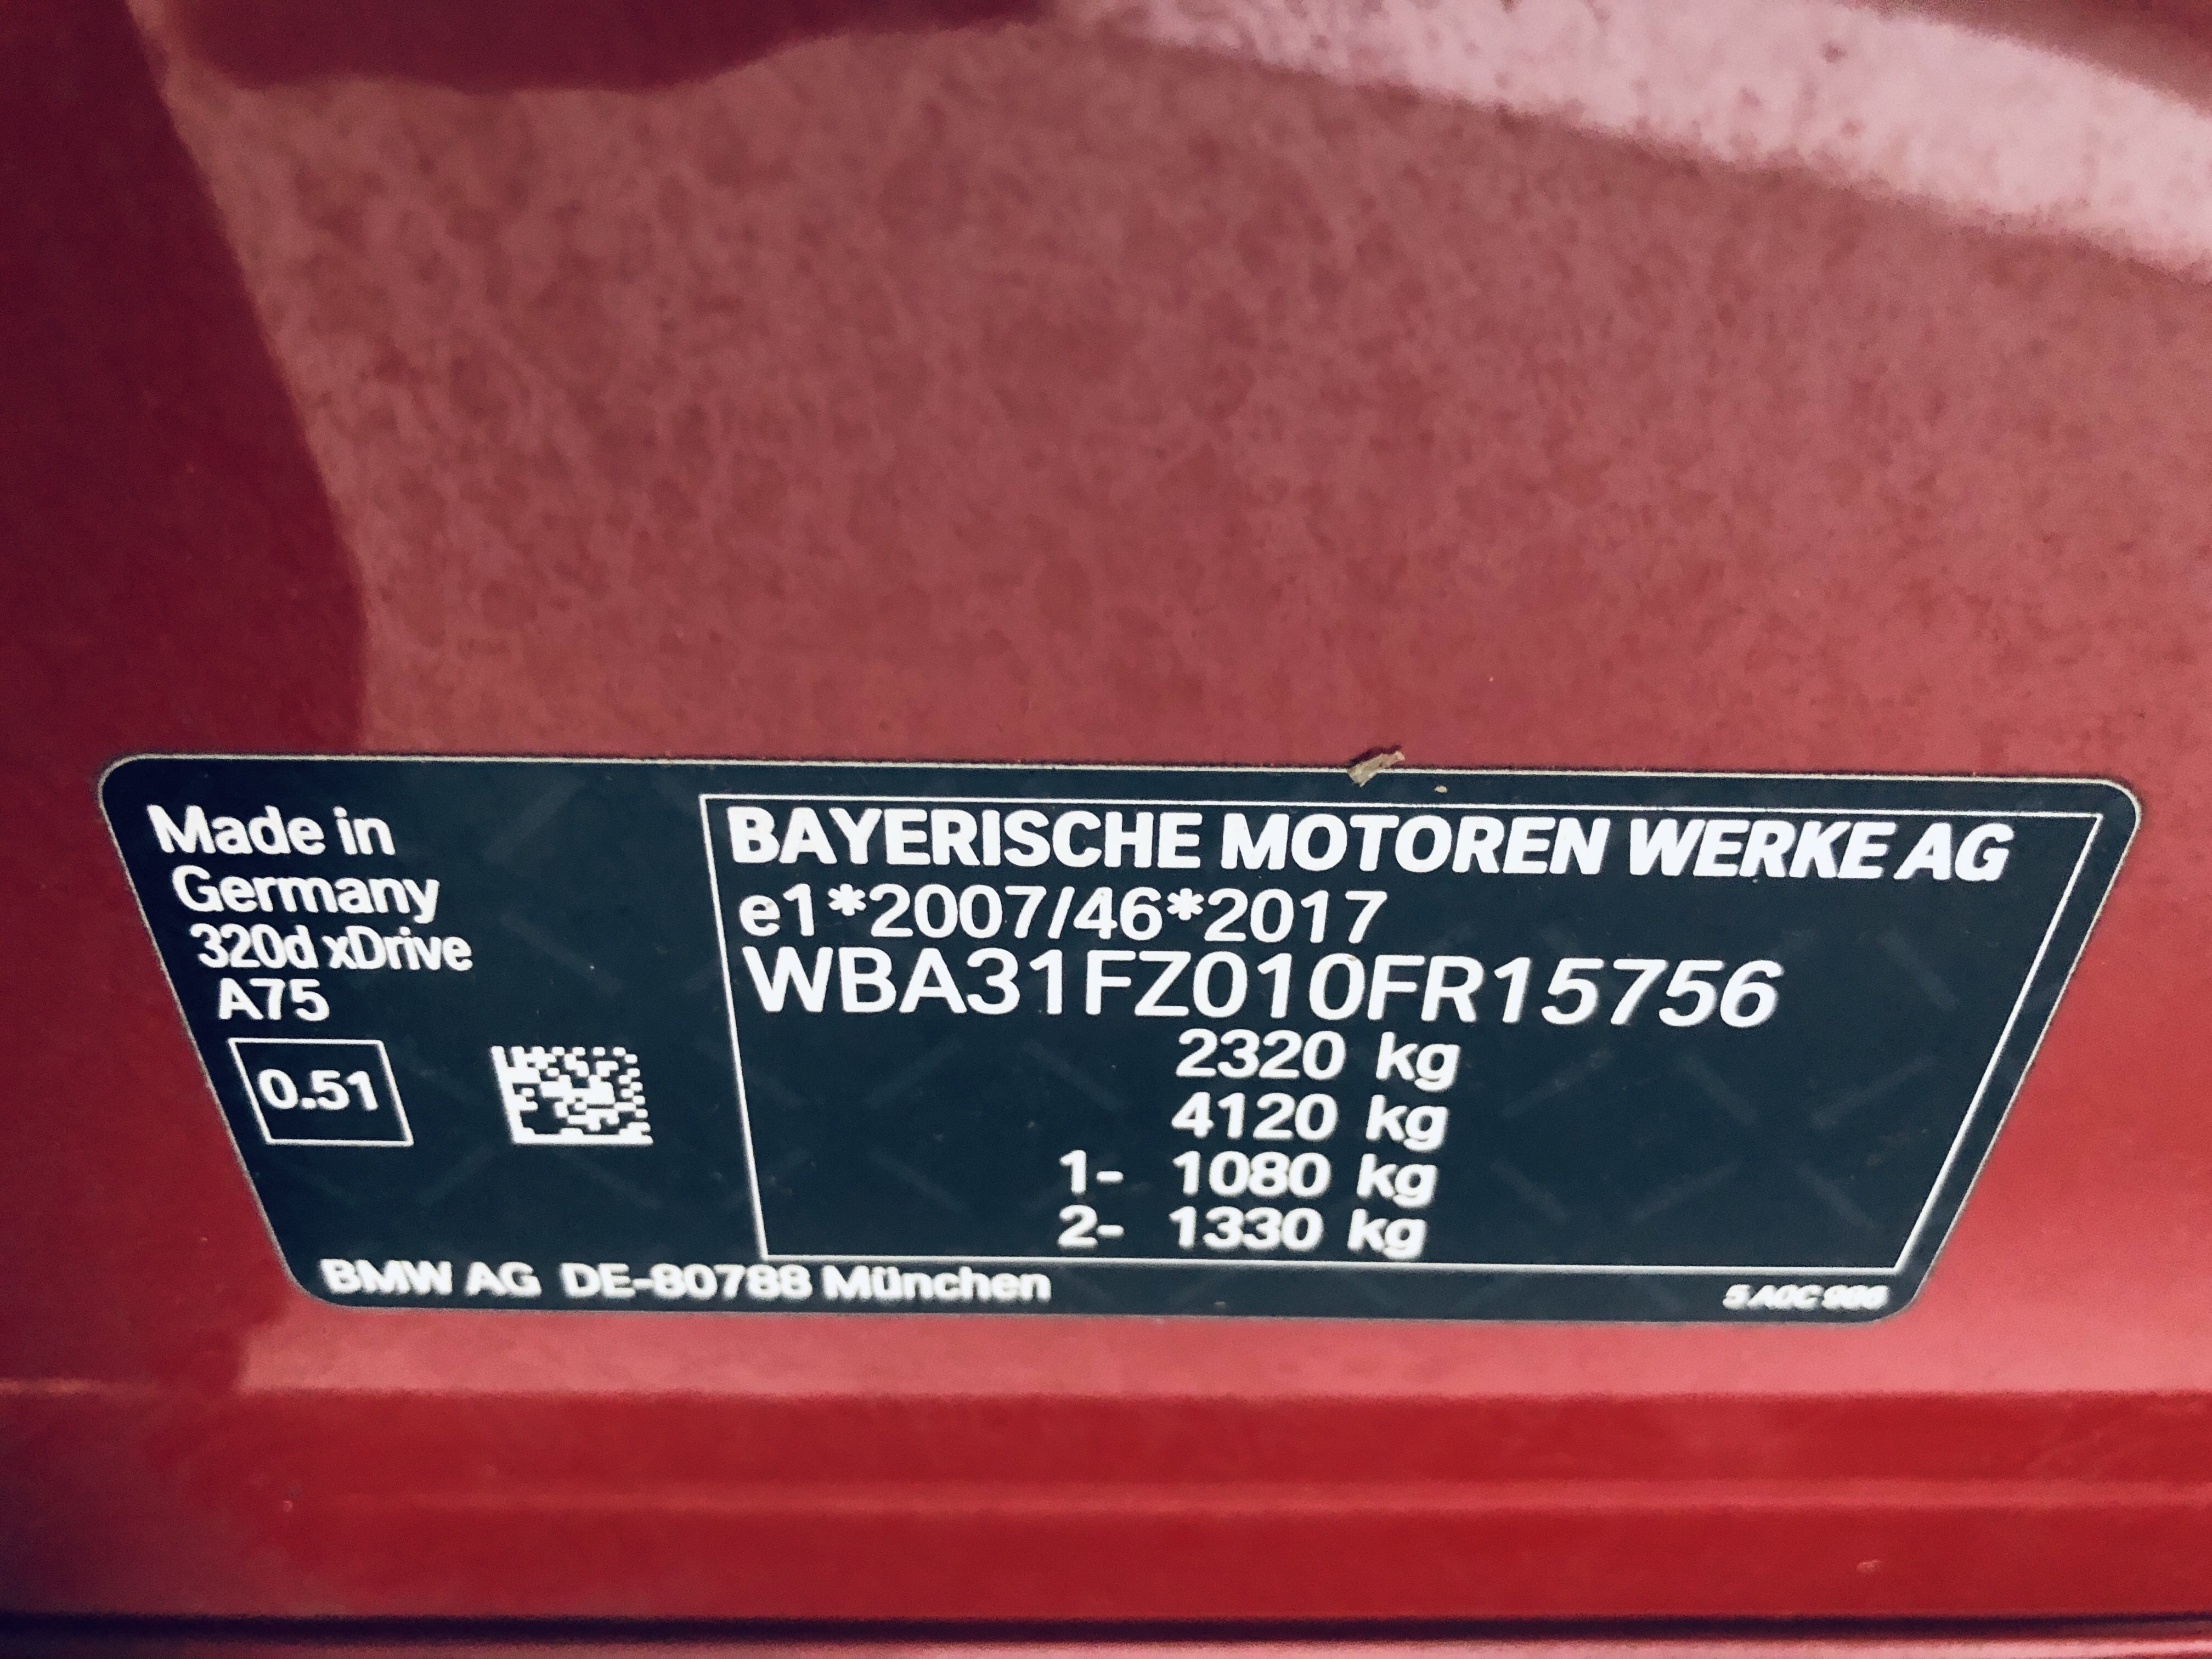 Made in
Germany
320d xDrive
A75
0.51
BAYERISCHE MOTOREN WERKE AG
e1*2007/46*2017
WBA31FZ010FR15756
2320 kg
4120 kg
1- 1080 kg
2- 1330 kg
BMW AG DE-80788 München